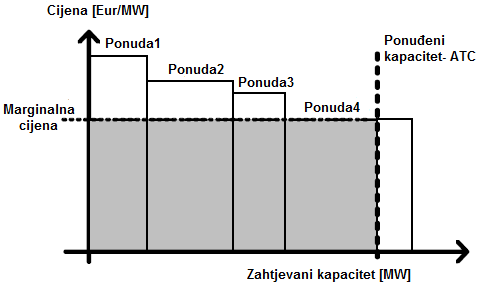 Cijena [Eur/MW]
Ponuda1
Ponuđeni
kapacitet- ATC
Ponuda2
Ponuda3
Marginalna
cijena
Ponuda4
Zahtjevani kapacitet [MW]